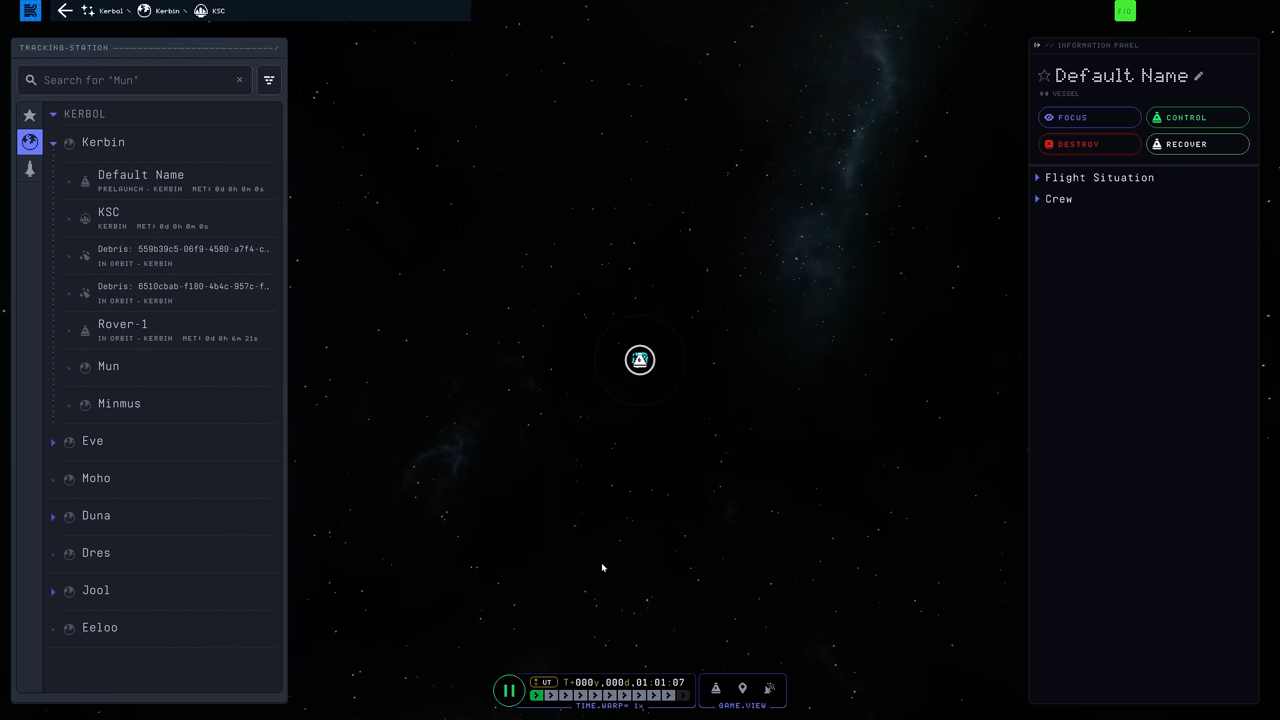 Kerbol
Kerbin
KSC
F/D
TRACKING-STATION
Search for "Mun"
KERBOL
Kerbin
Default Name
PRELAUNCH - KERBIN MET: 0d 0h 0m 0s
KSC
KERBIN MET: 0d 0h 0m 0s
Debris: 559b39c5-06f9-4580-a7f4-c…
IN ORBIT - KERBIN
Debris: 6510cbab-f180-4b4c-957c-f…
IN ORBIT - KERBIN
Rover-1
IN ORBIT - KERBIN MET: 0d 0h 6m 21s
Mun
Minmus
Eve
Moho
Duna
Dres
Jool
Eeloo
UT T+000y,000d,01:01:07
TIME.WARP= 1x
GAME.VIEW
// INFORMATION PANEL
Default Name
VESSEL
FOCUS
CONTROL
DESTROY
RECOVER
Flight Situation
Crew